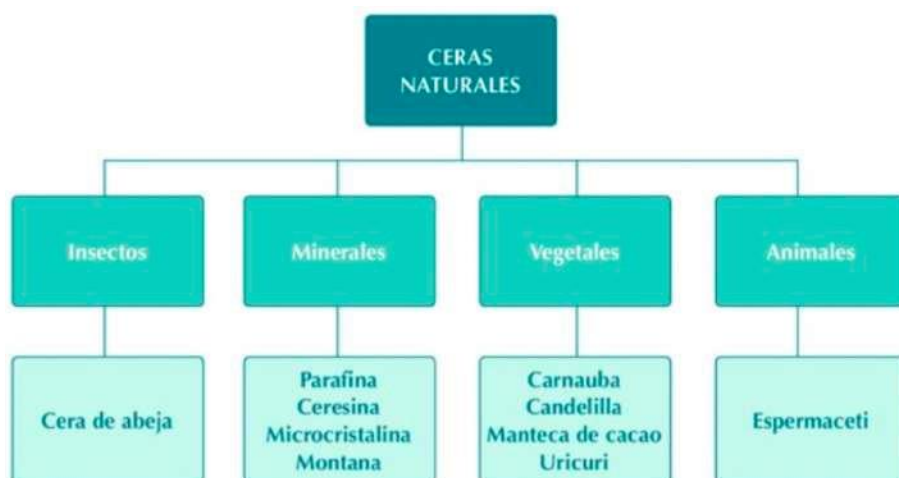 CERAS
NATURALES
Insectos
Minerales
Vegetales
Animales
Cera de abeja
Parafina
Ceresina
Microcristalina
Montana
Carnauba
Candelilla
Manteca de cacao
Uricuri
Espermaceti